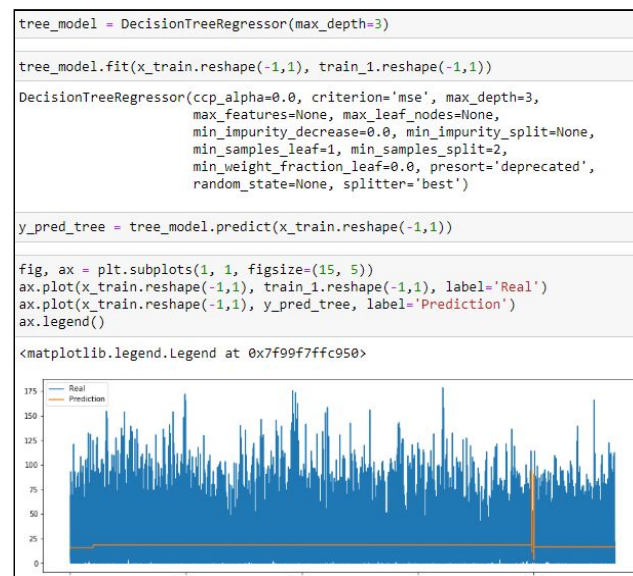 tree_model = DecisionTreeRegressor(max_depth=3)
tree_model.fit(x_train.reshape(-1,1), train_1.reshape(-1,1))
DecisionTreeRegressor(ccp_alpha=0.0, criterion='mse', max_depth=3,
max_features=None, max_leaf_nodes=None,
min_impurity_decrease=0.0, min_impurity_split=None,
min_samples_leaf=1, min_samples_split=2,
min_weight_fraction_leaf=0.0, presort='deprecated',
random_state=None, splitter='best')
y_pred_tree = tree_model.predict(x_train.reshape(-1,1))
fig, ax = plt.subplots(1, 1, figsize=(15, 5))
ax.plot(x_train.reshape(-1,1), train_1.reshape(-1,1), label='Real')
ax.plot(x_train.reshape(-1,1), y_pred_tree, label='Prediction')
ax.legend()
<matplotlib.legend.Legend at 0x7f99f7ffc950>
Real
Prediction
175
150
125
100
75
50
25
0